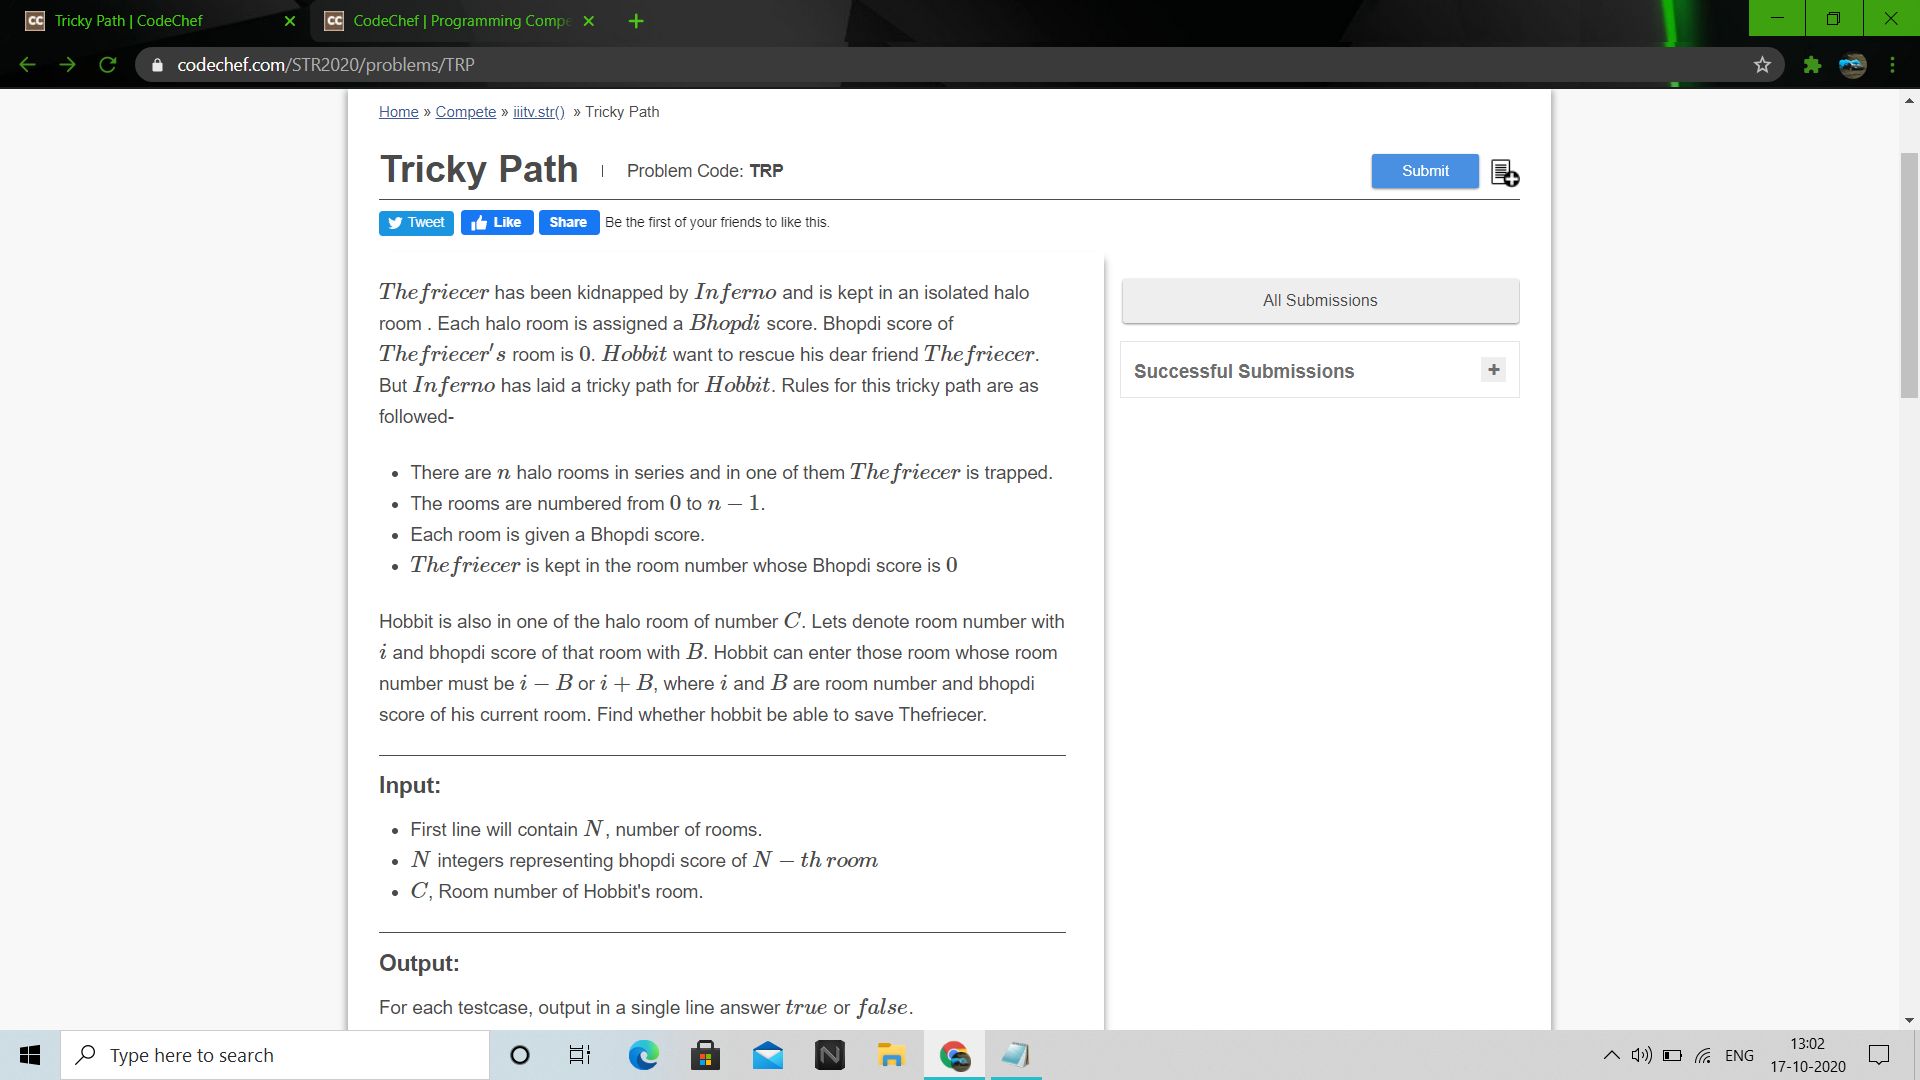 Tricky Path | CodeChef
CodeChef | Programming Compe
codechef.com/STR2020/problems/TRP
Home » Compete » iiitv.str() » Tricky Path
Tricky Path | Problem Code: TRP
Submit
Tweet Like Share Be the first of your friends to like this.
Thefriecer has been kidnapped by Inferno and is kept in an isolated halo
room . Each halo room is assigned a Bhopdi score. Bhopdi score of
Thefriecer's room is 0. Hobbit want to rescue his dear friend Thefriecer.
But Inferno has laid a tricky path for Hobbit. Rules for this tricky path are as
followed-
• There are n halo rooms in series and in one of them Thefriecer is trapped.
• The rooms are numbered from 0 to n − 1.
• Each room is given a Bhopdi score.
• Thefriecer is kept in the room number whose Bhopdi score is 0
Hobbit is also in one of the halo room of number C. Lets denote room number with
i and bhopdi score of that room with B. Hobbit can enter those room whose room
number must be i − B or i + B, where i and B are room number and bhopdi
score of his current room. Find whether hobbit be able to save Thefriecer.
Input:
• First line will contain N, number of rooms.
• N integers representing bhopdi score of N − th room
• C, Room number of Hobbit's room.
Output:
For each testcase, output in a single line answer true or false.
All Submissions
Successful Submissions +
Type here to search
ENG
13:02
17-10-2020